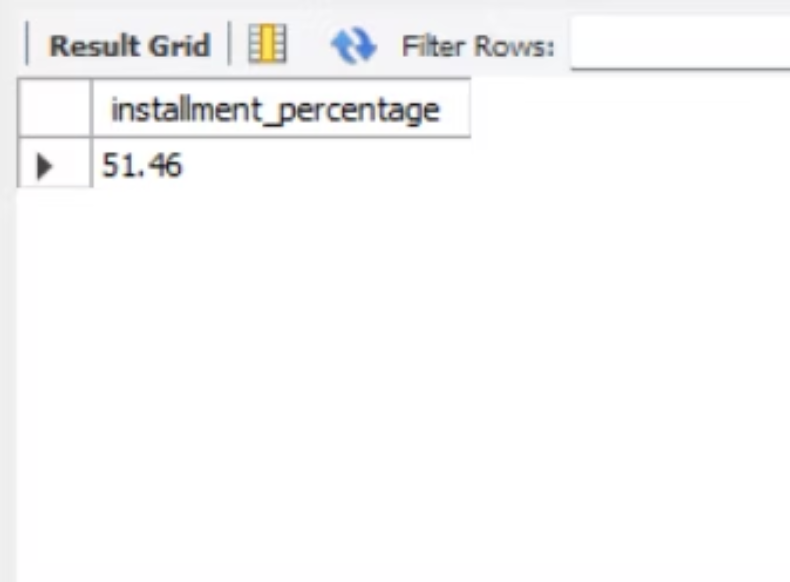 Result Grid Filter Rows:
installment_percentage
51.46